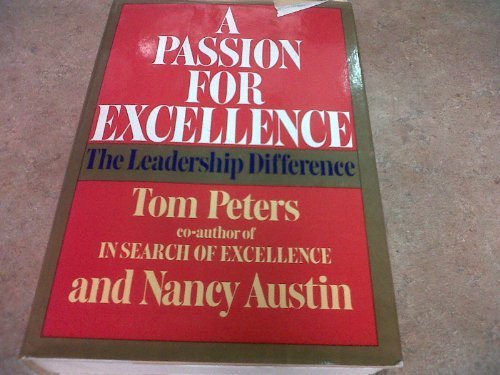 A
PASSION
FOR
EXCELLENCE
The Leadership Difference
Tom Peters
co-author of
IN SEARCH OF EXCELLENCE
and Nancy Austin